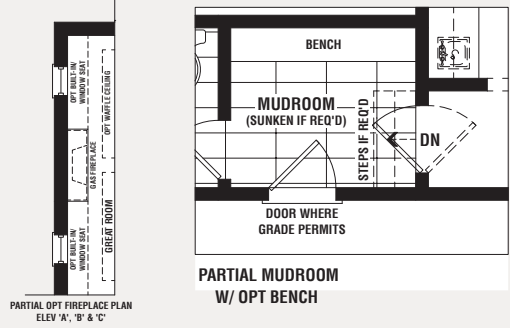 OPT BUILT-IN/
WINDOW SEAT
OPT WAFFLE CEILING
GAS FIREPLACE
GREAT ROOM
OPT BUILT-IN/
WINDOW SEAT
PARTIAL OPT FIREPLACE PLAN
ELEV 'A', 'B' & 'C'
BENCH
MUDROOM
(SUNKEN IF REQ'D)
STEPS IF REQ'D
DN
DOOR WHERE
GRADE PERMITS
PARTIAL MUDROOM
W/ OPT BENCH